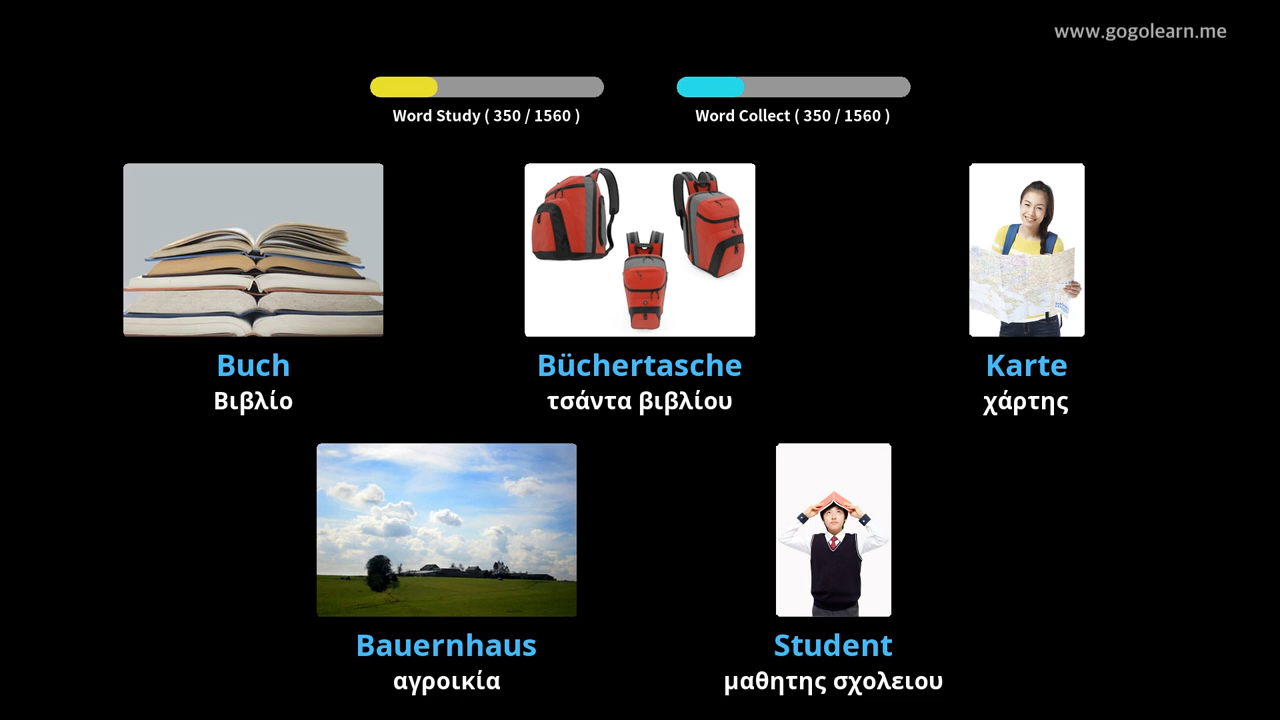 www.gogolearn.me
Word Study ( 350 / 1560 )
Word Collect ( 350 / 1560 )
Buch
Βιβλίο
Büchertasche
τσάντα βιβλίου
Karte
χάρτης
Bauernhaus
αγροικία
Student
μαθητης σχολειου